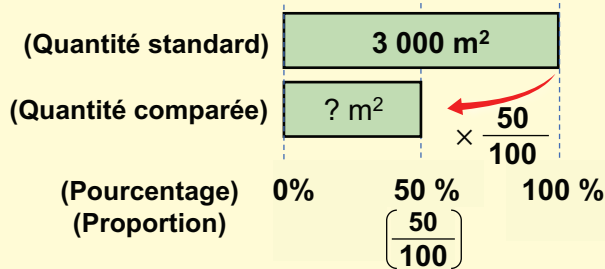 (Quantité standard) 3 000 m²
(Quantité comparée) ? m²
× 50/100
(Pourcentage) 0% 50 % 100 %
(Proportion) (50/100)